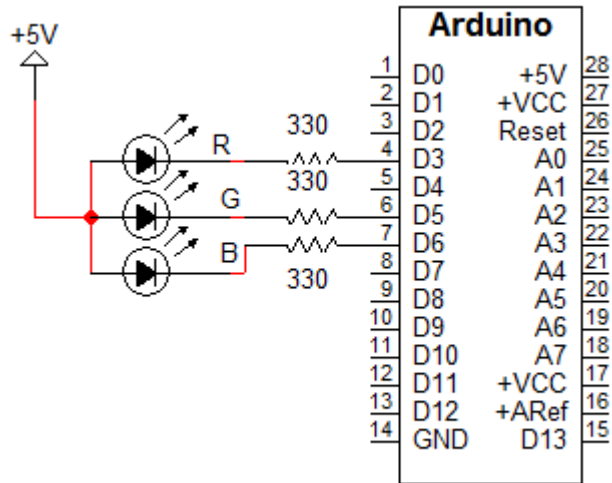 Arduino
+5V
1 D0 +5V 28
2 D1 +VCC 27
3 D2 Reset 26
330
R 4 D3 A0 25
330
5 D4 A1 24
G 6 D5 A2 23
B 7 D6 A3 22
330
8 D7 A4 21
9 D8 A5 20
10 D9 A6 19
11 D10 A7 18
12 D11 +VCC 17
13 D12 +ARef 16
14 GND D13 15